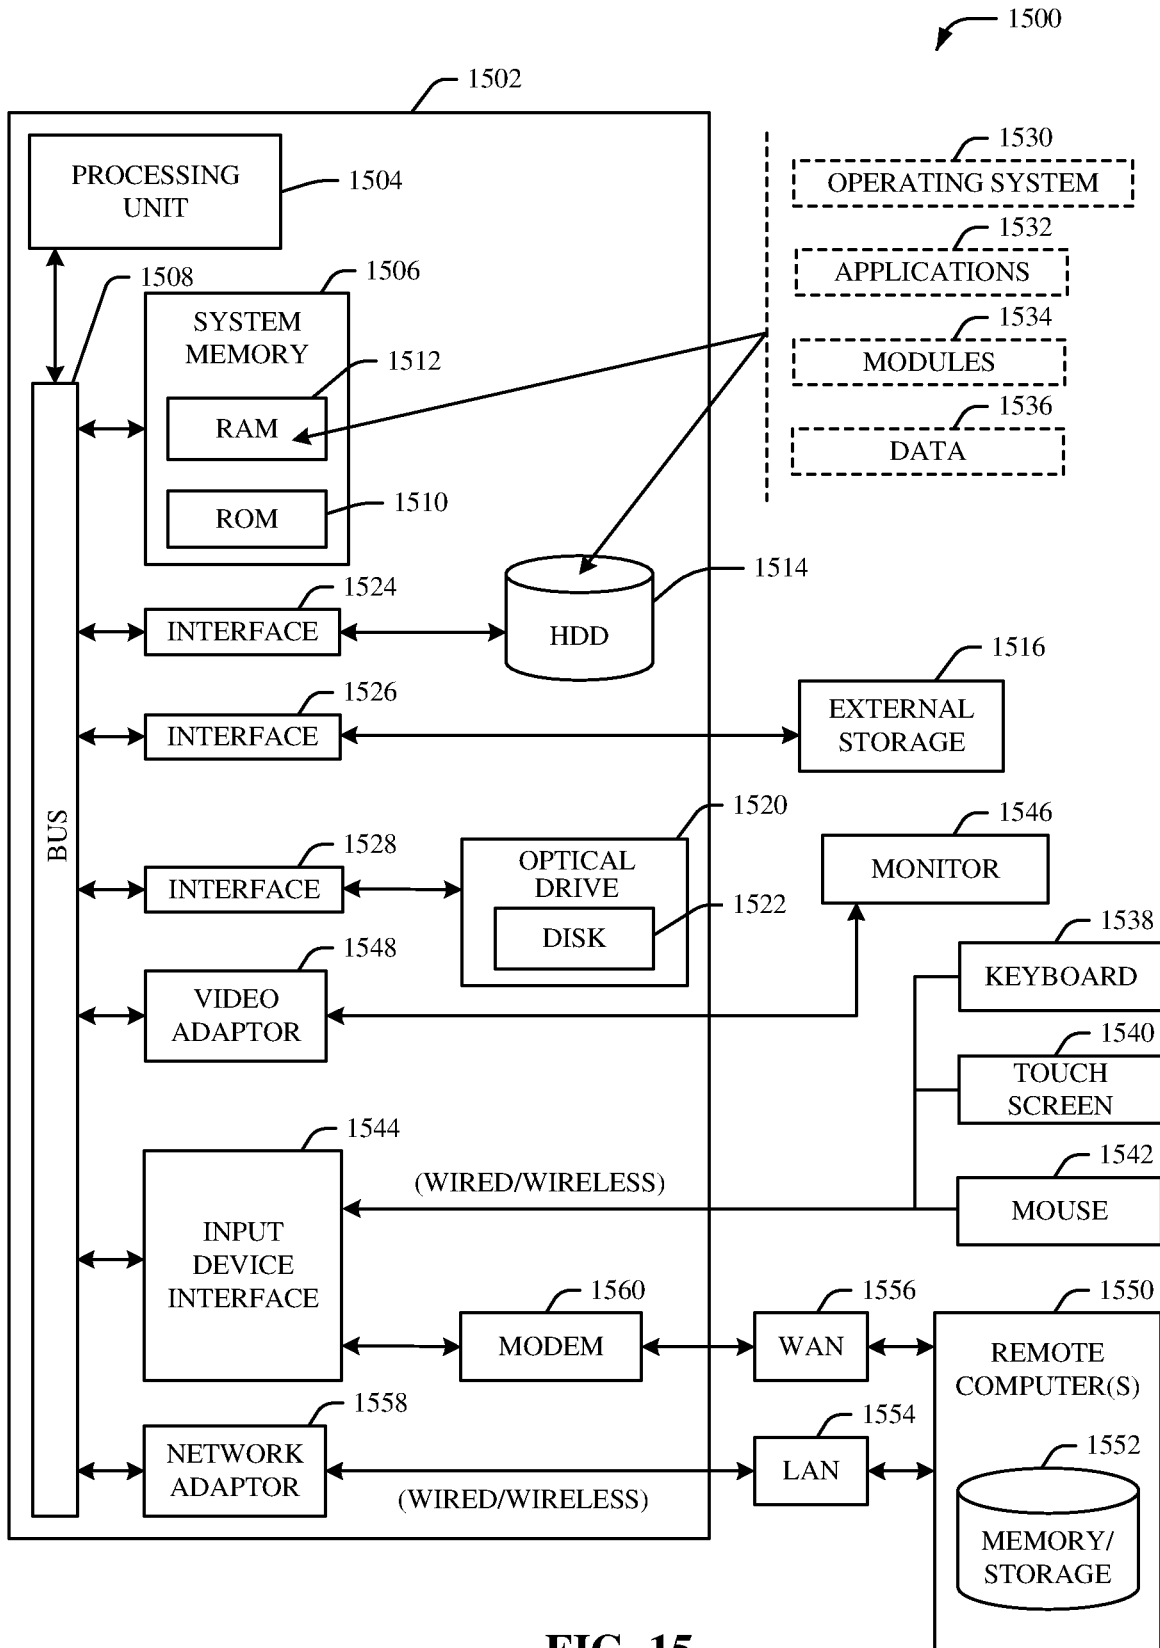 1500
1502
PROCESSING
UNIT
1504
1508
1506
SYSTEM
MEMORY
1512
RAM
1510
ROM
1530
OPERATING SYSTEM
1532
APPLICATIONS
1534
MODULES
1536
DATA
1524
INTERFACE
1514
HDD
1526
INTERFACE
1516
EXTERNAL
STORAGE
BUS
1528
INTERFACE
1520
OPTICAL
DRIVE
1522
DISK
1546
MONITOR
1548
VIDEO
ADAPTOR
1538
KEYBOARD
1540
TOUCH
SCREEN
1542
MOUSE
1544
INPUT
DEVICE
INTERFACE
(WIRED/WIRELESS)
1560
MODEM
1556
WAN
1550
REMOTE
COMPUTER(S)
1558
NETWORK
ADAPTOR
(WIRED/WIRELESS)
1554
LAN
1552
MEMORY/
STORAGE
FIG. 15